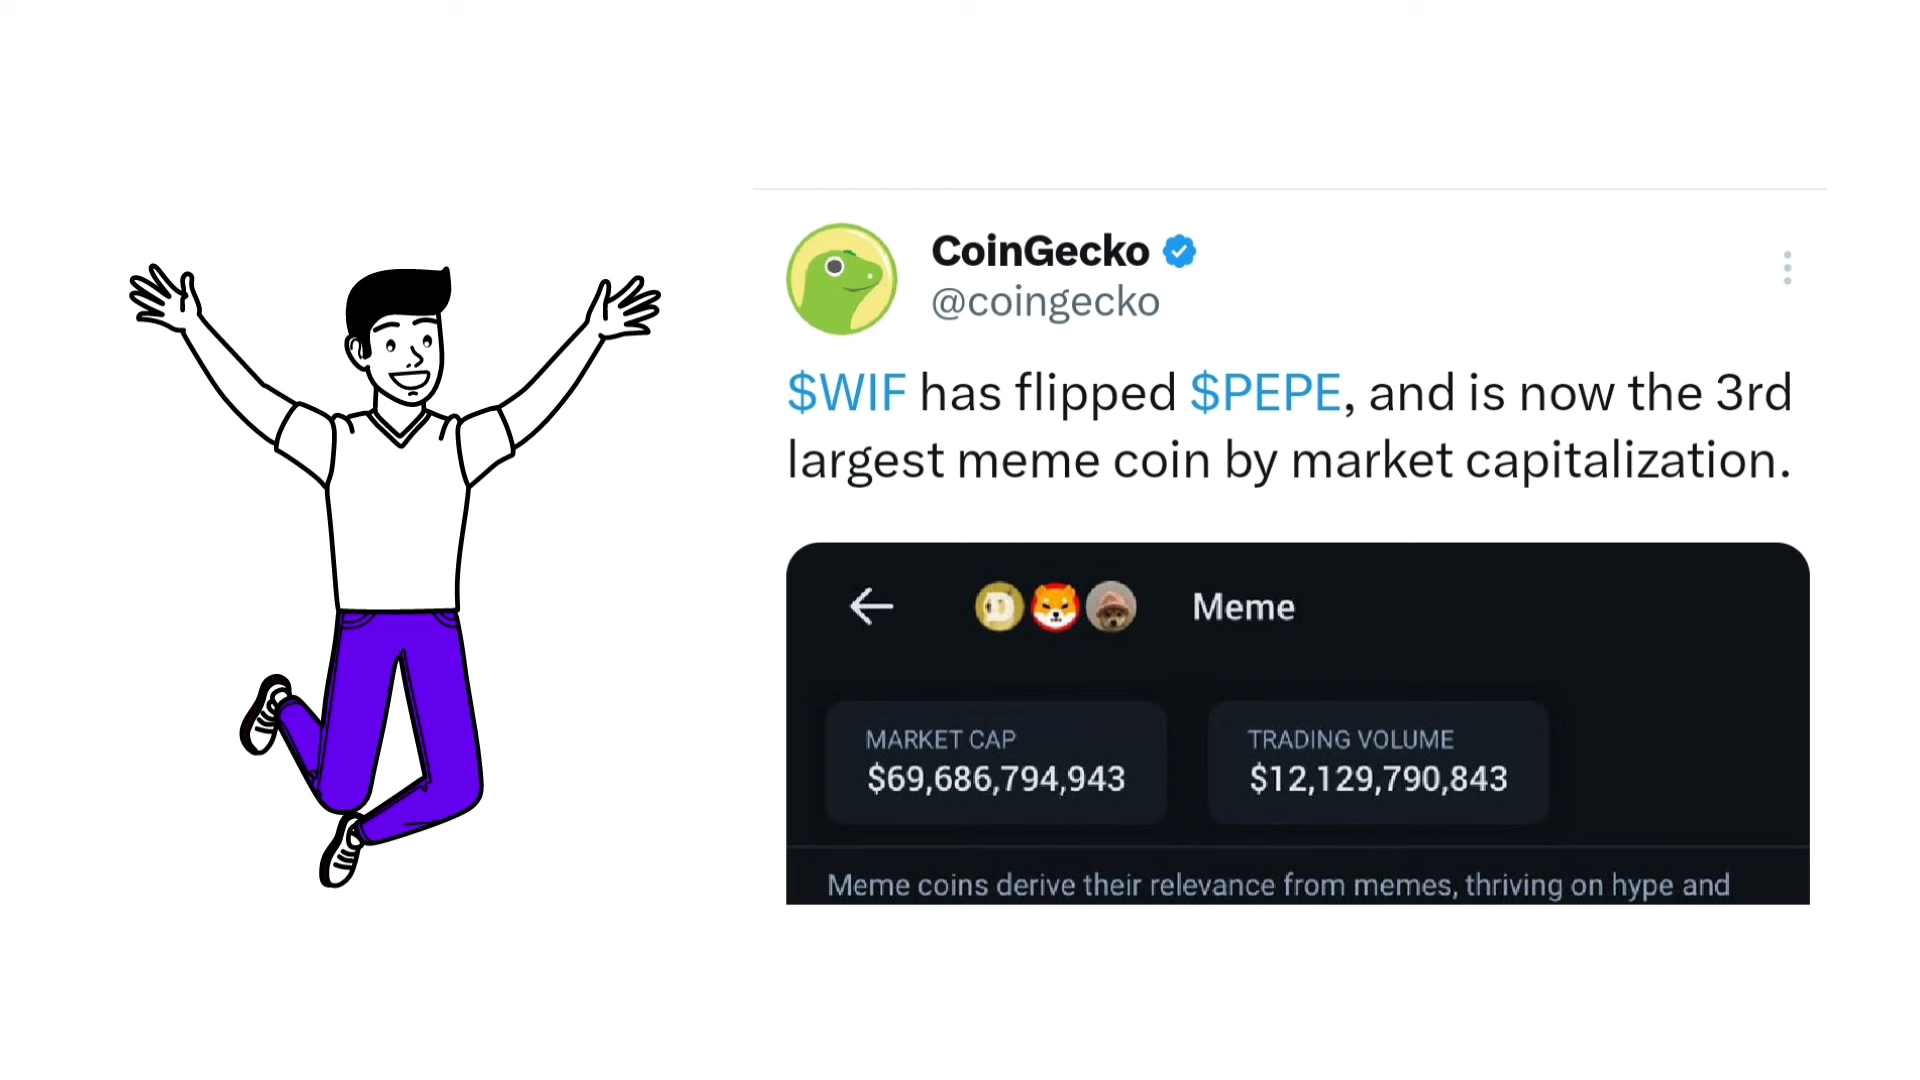 CoinGecko
@coingecko
$WIF has flipped $PEPE, and is now the 3rd
largest meme coin by market capitalization.
Meme
MARKET CAP
$69,686,794,943
TRADING VOLUME
$12,129,790,843
Meme coins derive their relevance from memes, thriving on hype and